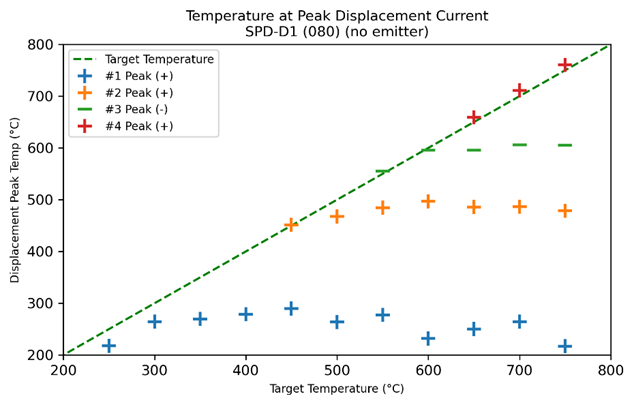 Temperature at Peak Displacement Current
SPD-D1 (080) (no emitter)
800
700
600
500
400
300
200
Displacement Peak Temp (°C)
Target Temperature
#1 Peak (+)
#2 Peak (+)
#3 Peak (-)
#4 Peak (+)
200 300 400 500 600 700 800
Target Temperature (°C)